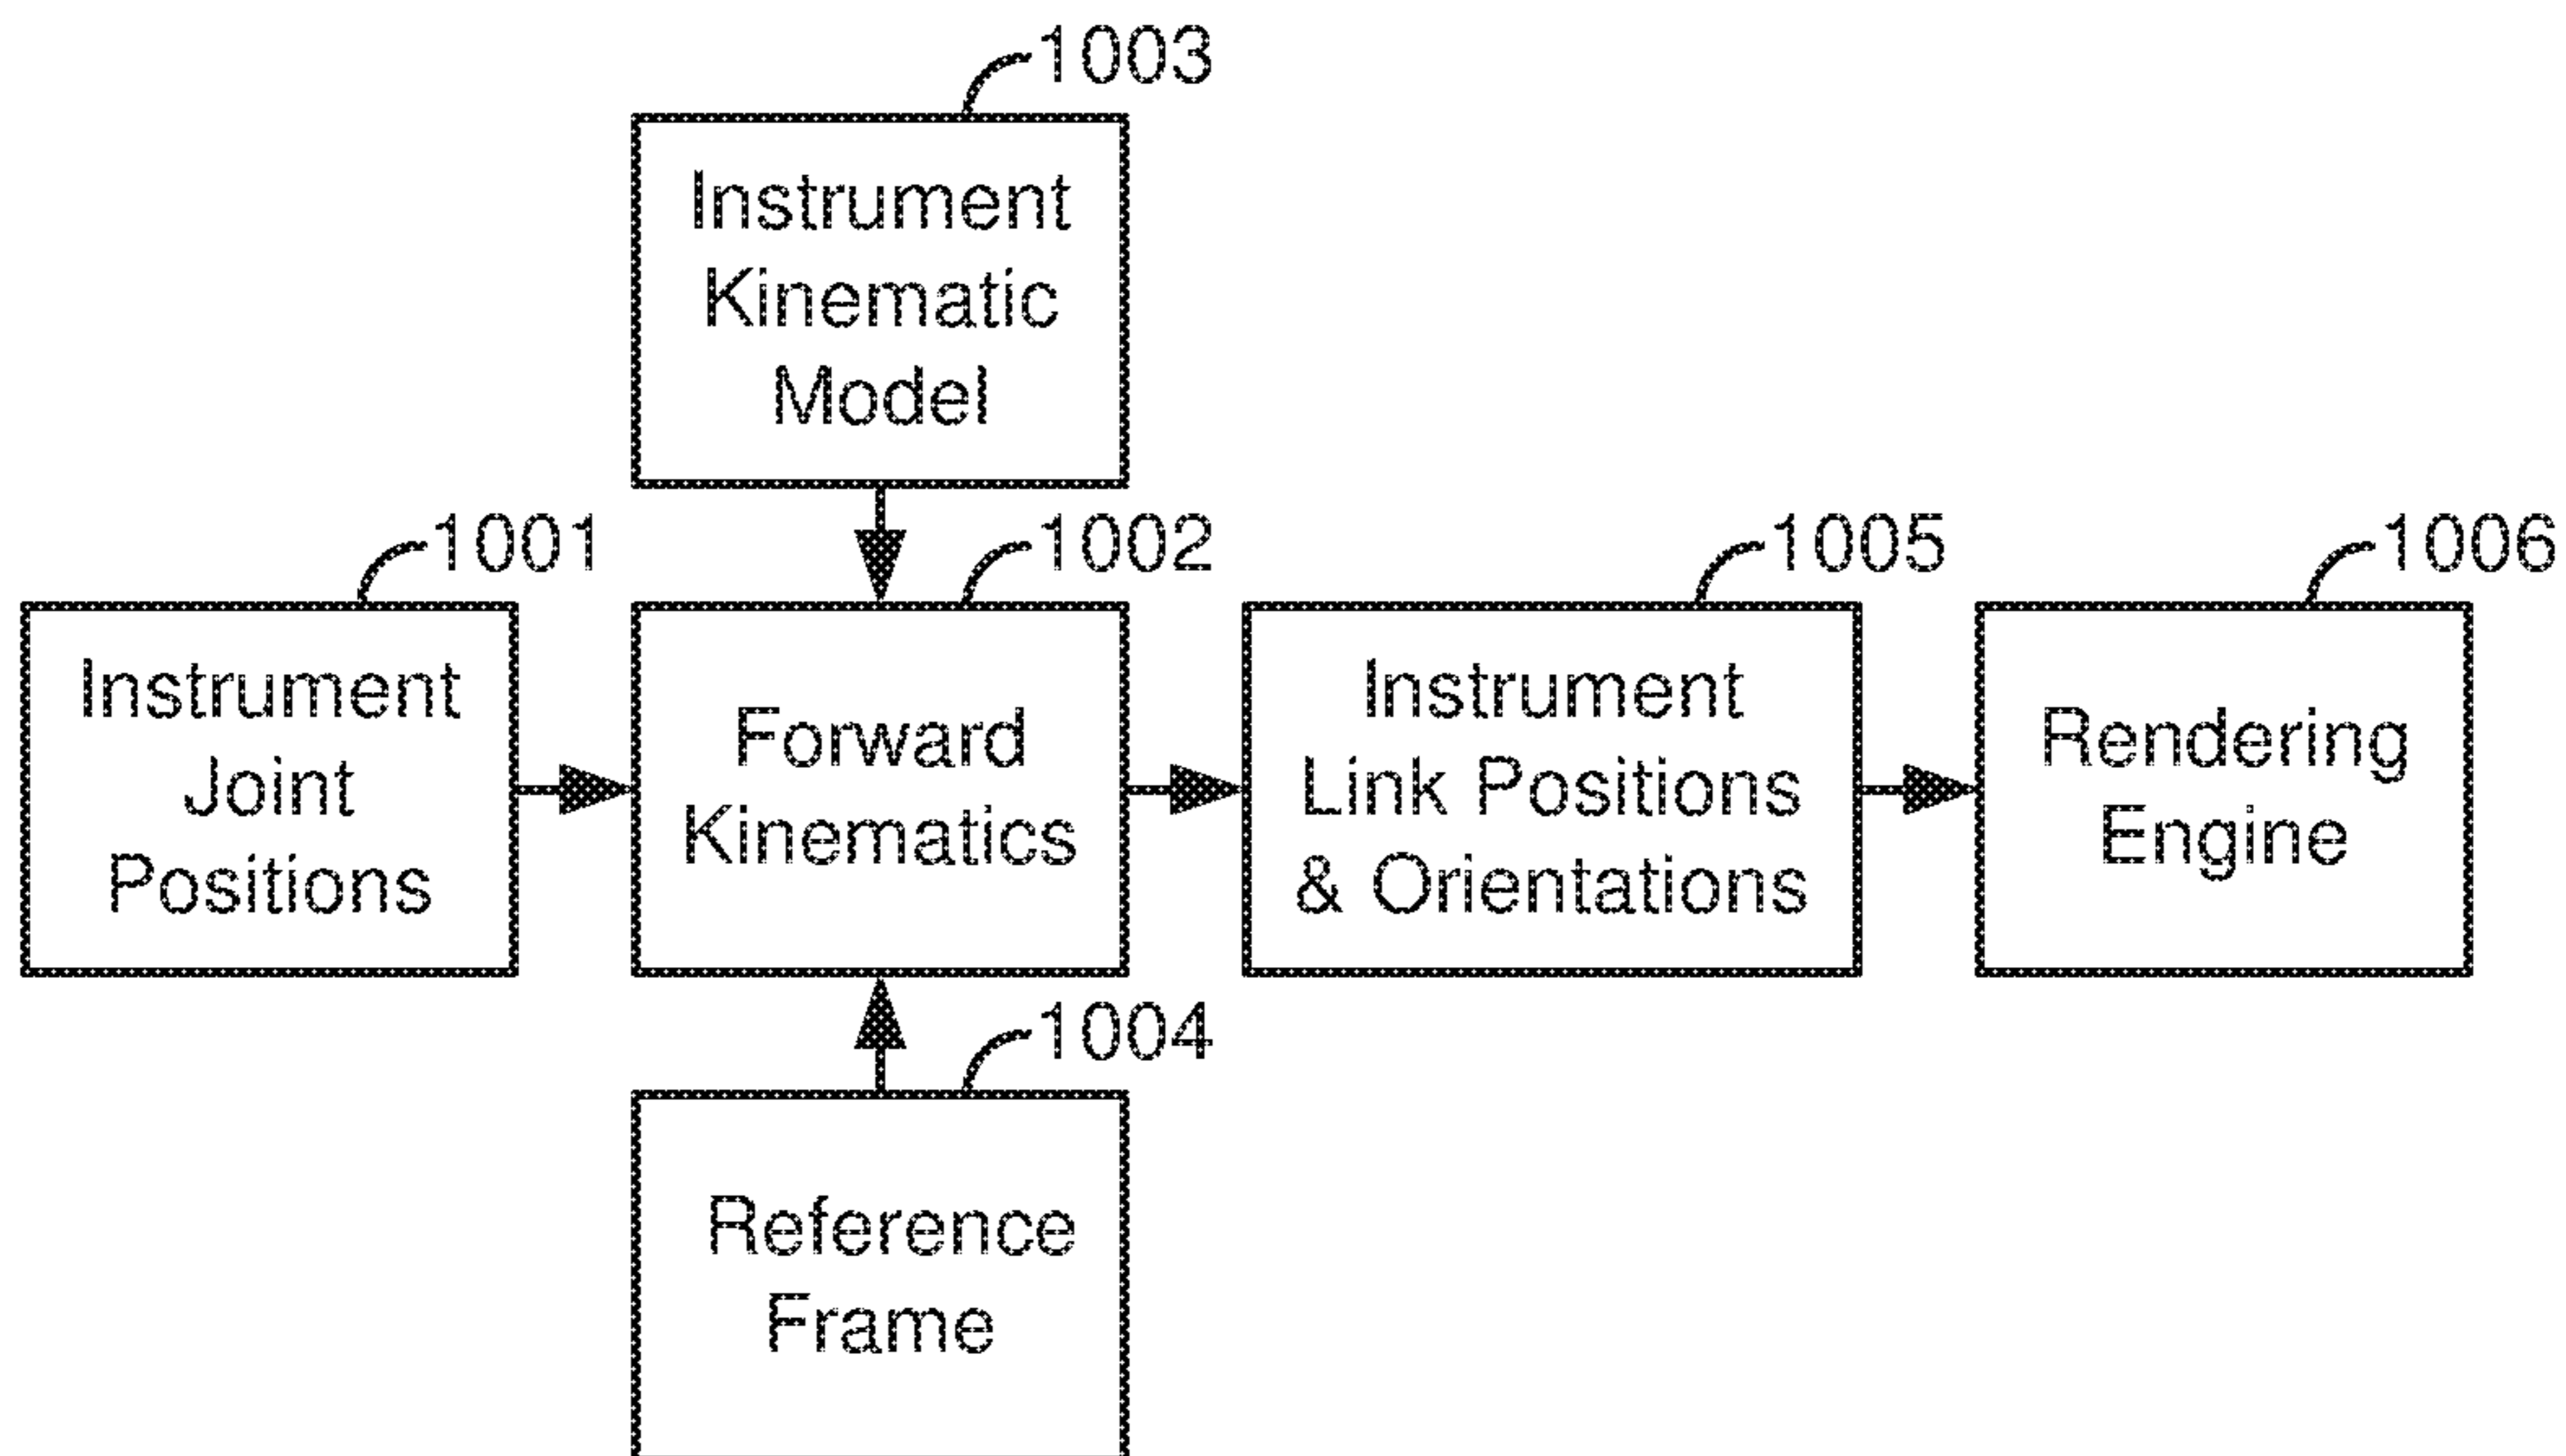 1003
Instrument
Kinematic
Model
1001
Instrument
Joint
Positions
1002
Forward
Kinematics
1005
Instrument
Link Positions
& Orientations
1006
Rendering
Engine
1004
Reference
Frame